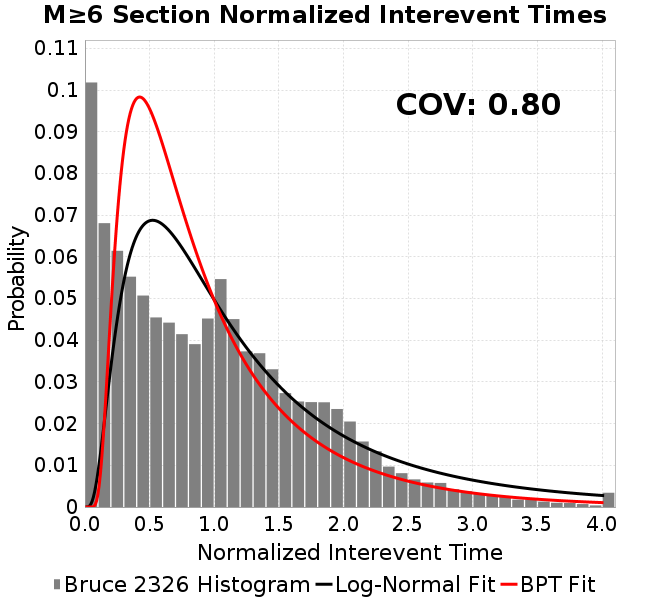 M≥6 Section Normalized Interevent Times
COV: 0.80
Probability
0.11
0.1
0.09
0.08
0.07
0.06
0.05
0.04
0.03
0.02
0.01
0
0.0 0.5 1.0 1.5 2.0 2.5 3.0 3.5 4.0
Normalized Interevent Time
Bruce 2326 Histogram Log-Normal Fit BPT Fit